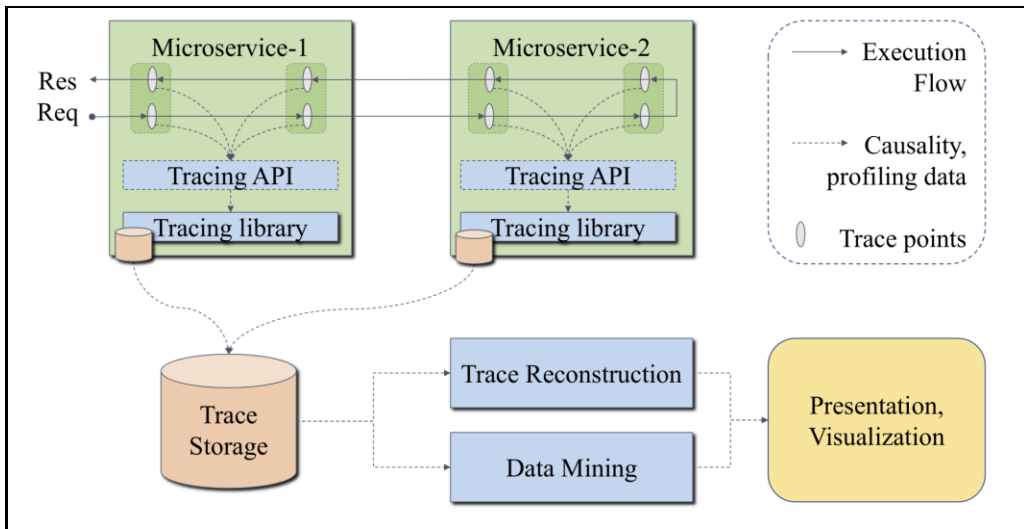 Microservice-1
Microservice-2
Res
Req
Tracing API
Tracing API
Tracing library
Tracing library
Execution
Flow
Causality,
profiling data
Trace points
Trace
Storage
Trace Reconstruction
Data Mining
Presentation,
Visualization